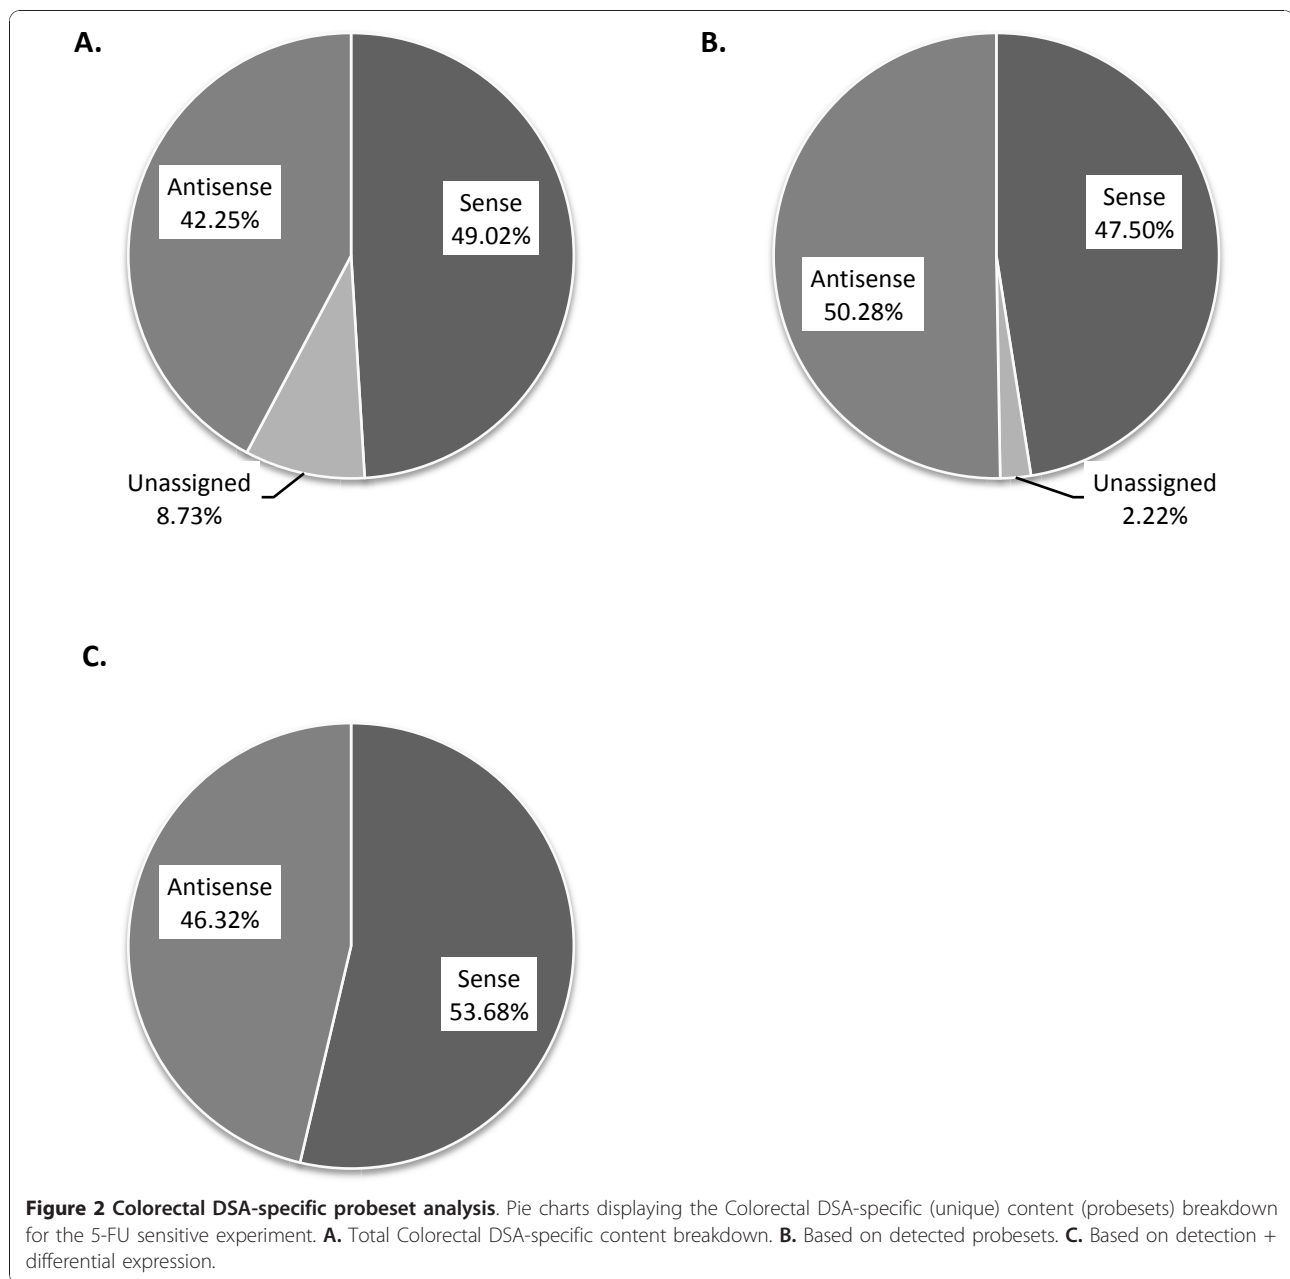 A.
Antisense
42.25%
Sense
49.02%
Unassigned
8.73%
B.
Sense
47.50%
Antisense
50.28%
Unassigned
2.22%
C.
Antisense
46.32%
Sense
53.68%
Figure 2 Colorectal DSA-specific probeset analysis. Pie charts displaying the Colorectal DSA-specific (unique) content (probesets) breakdown
for the 5-FU sensitive experiment. A. Total Colorectal DSA-specific content breakdown. B. Based on detected probesets. C. Based on detection +
differential expression.